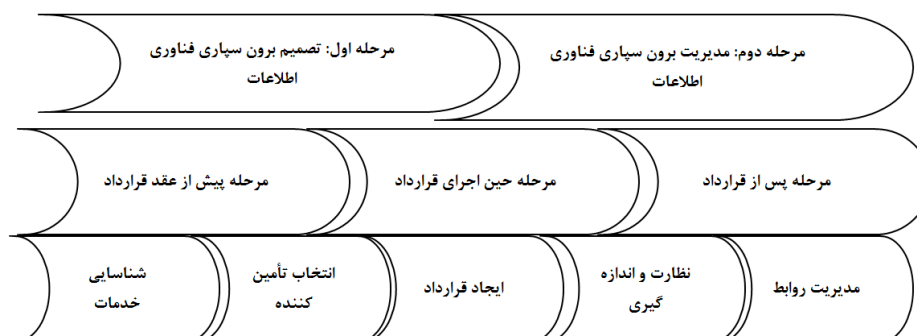 مرحله اول: تصمیم برون سپاری فناوری
اطلاعات
مرحله دوم: مدیریت برون سپاری فناوری
اطلاعات
مرحله پیش از عقد قرارداد
مرحله حین اجرای قرارداد
مرحله پس از قرارداد
شناسایی
خدمات
انتخاب تأمین
کننده
ایجاد قرارداد
نظارت و اندازه
گیری
مدیریت روابط